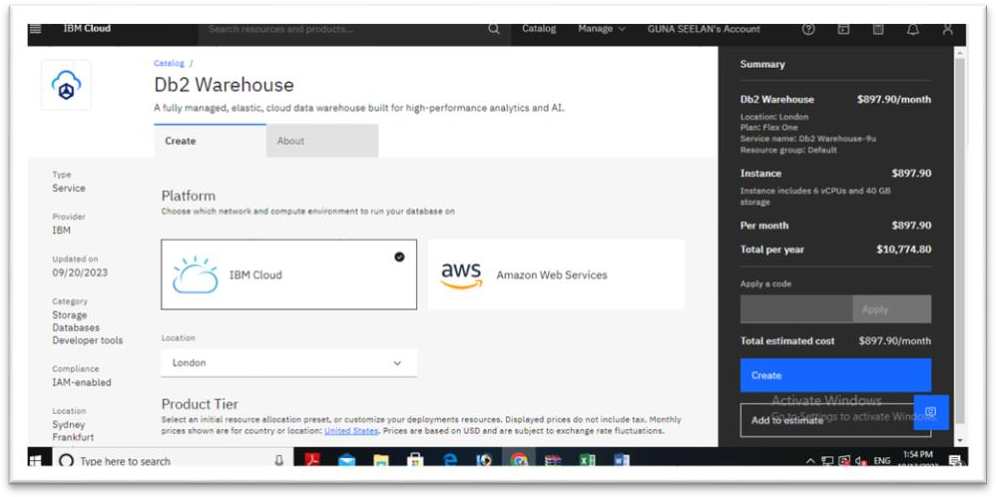 IBM Cloud
Search resources and products...
Catalog
Manage
GUNA SEELAN's Account
Catalog /
Db2 Warehouse
A fully managed, elastic, cloud data warehouse built for high-performance analytics and AI.
Create
About
Type
Service
Provider
IBM
Updated on
09/20/2023
Category
Storage
Databases
Developer tools
Compliance
IAM-enabled
Location
Sydney
Frankfurt
Platform
Choose which network and compute environment to run your database on
IBM Cloud
aws
Amazon Web Services
Location
London
Product Tier
Select an initial resource allocation preset, or customize your deployments resources. Displayed prices do not include tax. Monthly
prices shown are for country or location: United States. Prices are based on USD and are subject to exchange rate fluctuations.
Summary
Db2 Warehouse $897.90/month
Location: London
Plan: Flex One
Service name: Db2 Warehouse-9u
Resource group: Default
Instance $897.90
Instance includes 6 vCPUs and 40 GB
storage
Per month $897.90
Total per year $10,774.80
Apply a code
Apply
Total estimated cost $897.90/month
Create
Activate Windows
Go to Settings to activate Windows
Add to estimate
Type here to search
ENG
1:54 PM